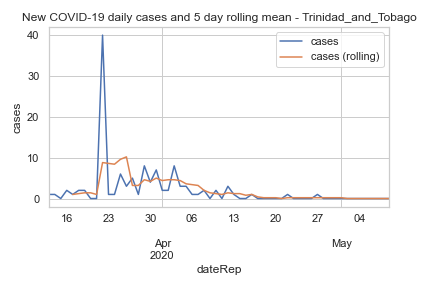 New COVID-19 daily cases and 5 day rolling mean - Trinidad_and_Tobago
cases
cases (rolling)
40
30
20
10
0
cases
16 23 30 06 13 20 27 04
Apr May
2020
dateRep